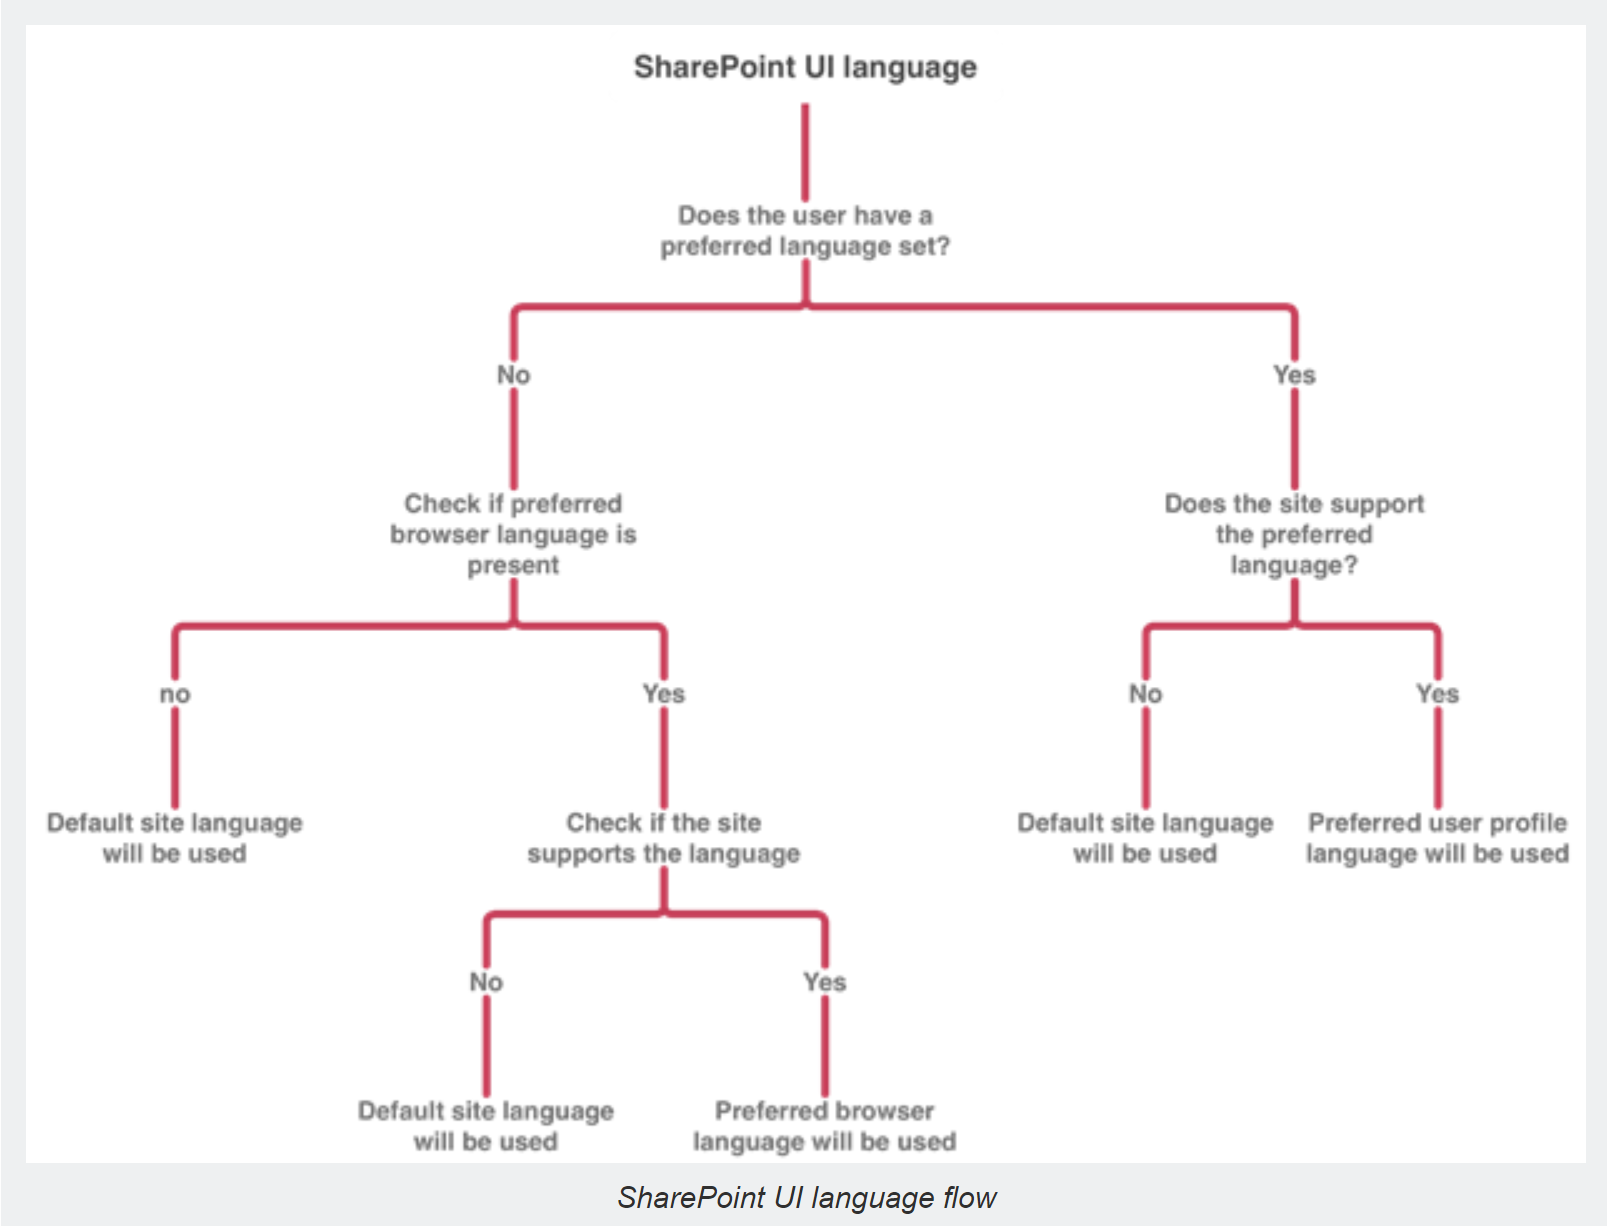 SharePoint UI language
Does the user have a
preferred language set?
No
Yes
Check if preferred
browser language is
present
Does the site support
the preferred
language?
no
Yes
No
Yes
Default site language
will be used
Check if the site
supports the language
Default site language
will be used
Preferred user profile
language will be used
No
Yes
Default site language
will be used
Preferred browser
language will be used
SharePoint UI language flow